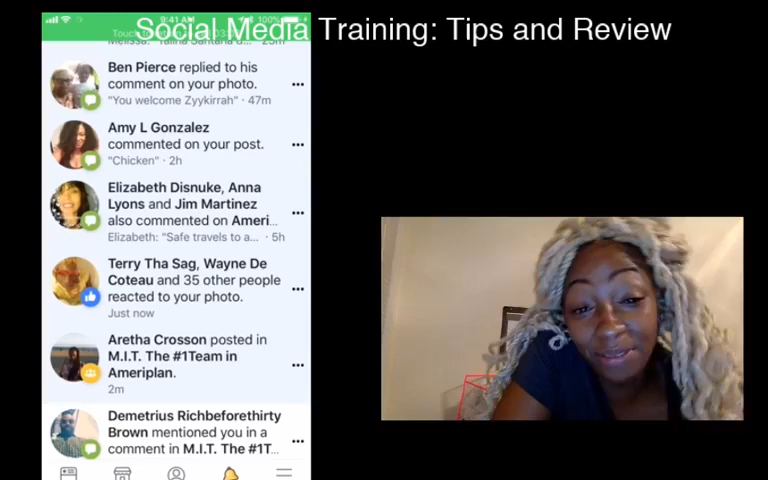 Social Media Training: Tips and Review
9:41 AM
100%
Ben Pierce replied to his
comment on your photo.
"You welcome Zyykirrah" · 47m
Amy L Gonzalez
commented on your post.
"Chicken" · 2h
Elizabeth Disnuke, Anna
Lyons and Jim Martinez
also commented on Ameri...
Elizabeth: "Safe travels to a... · 5h
Terry Tha Sag, Wayne De
Coteau and 35 other people
reacted to your photo.
Just now
Aretha Crosson posted in
M.I.T. The #1Team in
Ameriplan.
2m
Demetrius Richbeforethirty
Brown mentioned you in a
comment in M.I.T. The #1T...